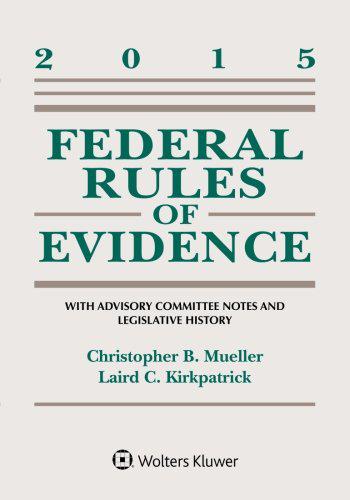 2 0 1 5
FEDERAL
RULES
OF
EVIDENCE
WITH ADVISORY COMMITTEE NOTES AND
LEGISLATIVE HISTORY
Christopher B. Mueller
Laird C. Kirkpatrick
Wolters Kluwer